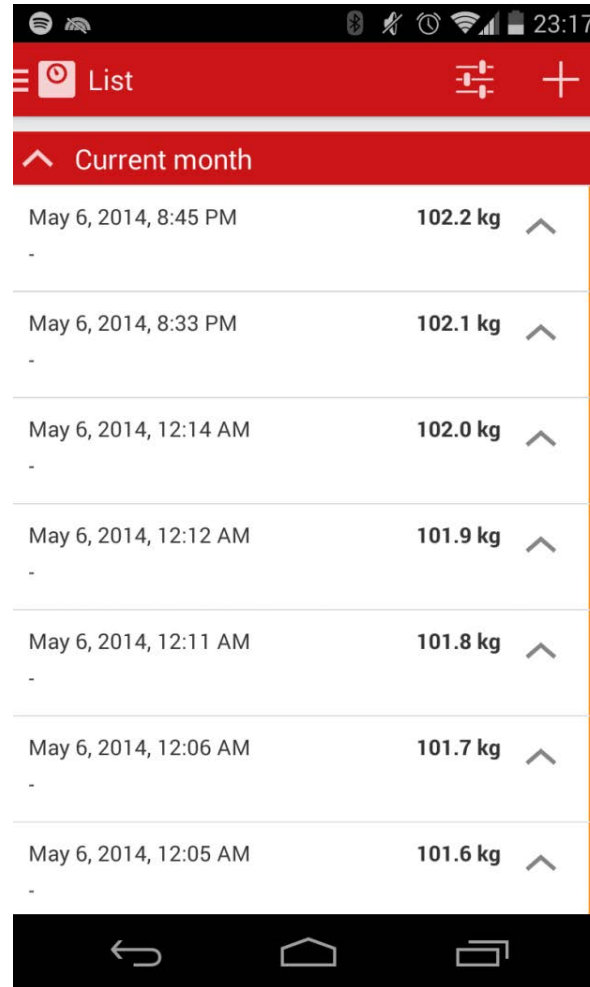 23:17
List
Current month
May 6, 2014, 8:45 PM 102.2 kg
-
May 6, 2014, 8:33 PM 102.1 kg
-
May 6, 2014, 12:14 AM 102.0 kg
-
May 6, 2014, 12:12 AM 101.9 kg
-
May 6, 2014, 12:11 AM 101.8 kg
-
May 6, 2014, 12:06 AM 101.7 kg
-
May 6, 2014, 12:05 AM 101.6 kg
-